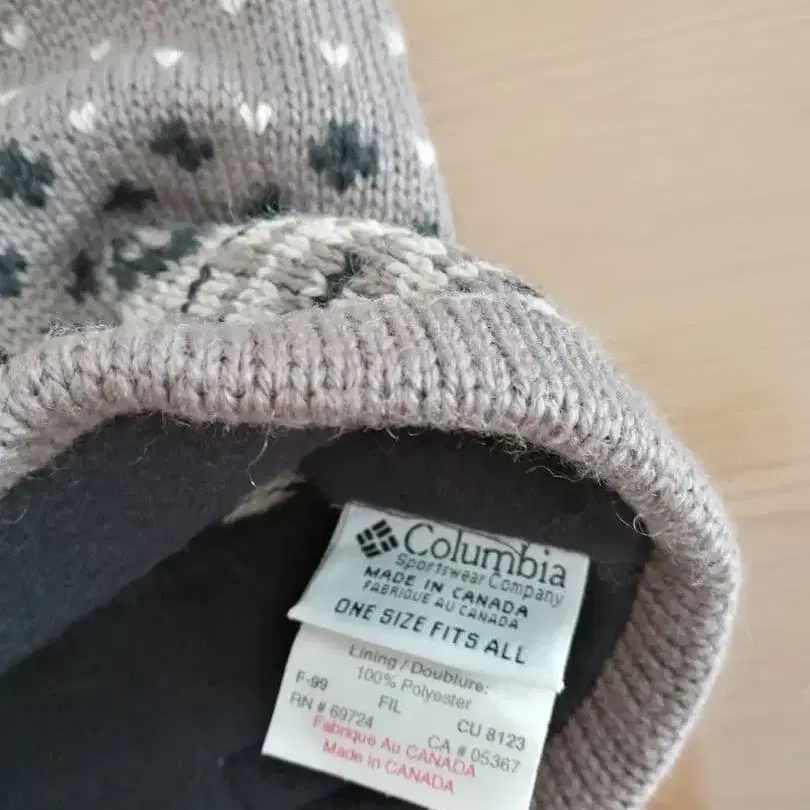 Columbia
Sportswear Company
MADE IN CANADA
FABRIQUE AU CANADA
ONE SIZE FITS ALL
Lining / Doublure:
100% Polyester
F-99 FIL CU 8123
RN # 69724 CA # 05367
Fabrique Au CANADA
Made In CANADA